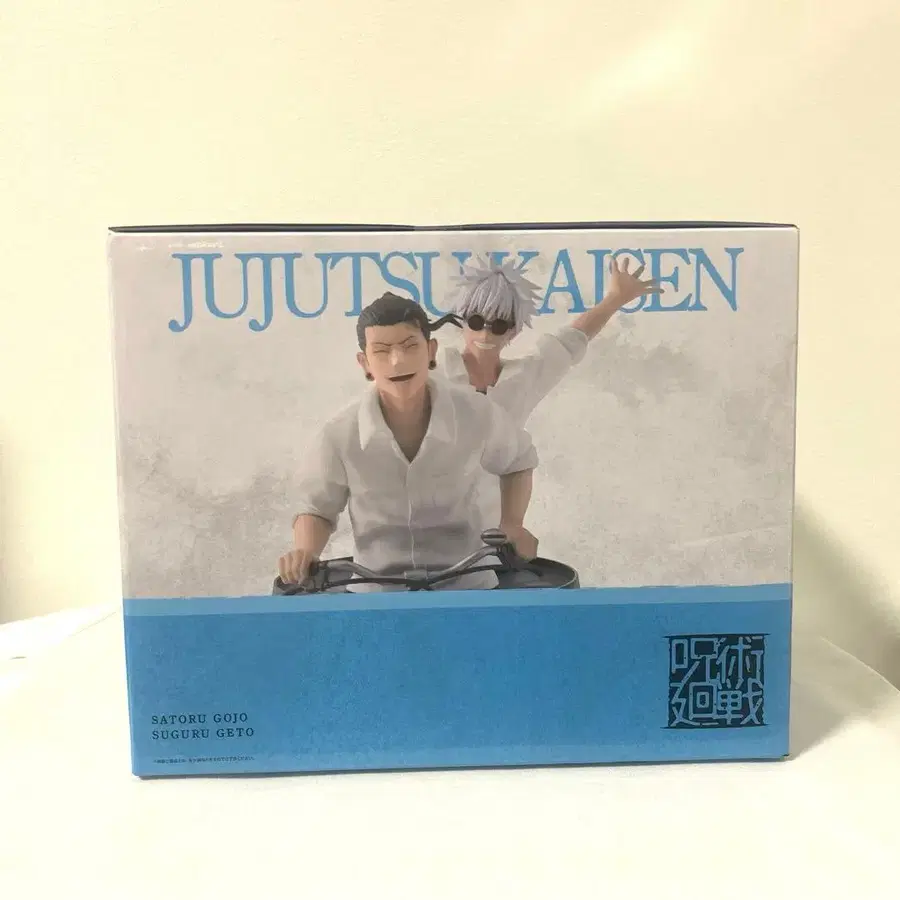 JUJUTSU KAISEN
呪術
廻戦
SATORU GOJO
SUGURU GETO